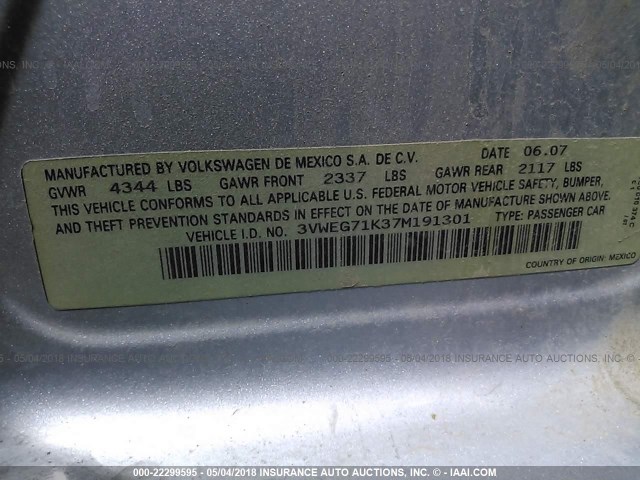 MANUFACTURED BY VOLKSWAGEN DE MEXICO S.A. DE C.V. DATE 06.07
GVWR 4344 LBS GAWR FRONT 2337 LBS GAWR REAR 2117 LBS
THIS VEHICLE CONFORMS TO ALL APPLICABLE U.S. FEDERAL MOTOR VEHICLE SAFETY, BUMPER,
AND THEFT PREVENTION STANDARDS IN EFFECT ON THE DATE OF MANUFACTURE SHOWN ABOVE.
VEHICLE I.D. NO. 3VWEG71K37M191301 TYPE: PASSENGER CAR
COUNTRY OF ORIGIN: MEXICO
000-22299595 - 05/04/2018 - INSURANCE AUTO AUCTIONS, INC. - © - IAAI.COM